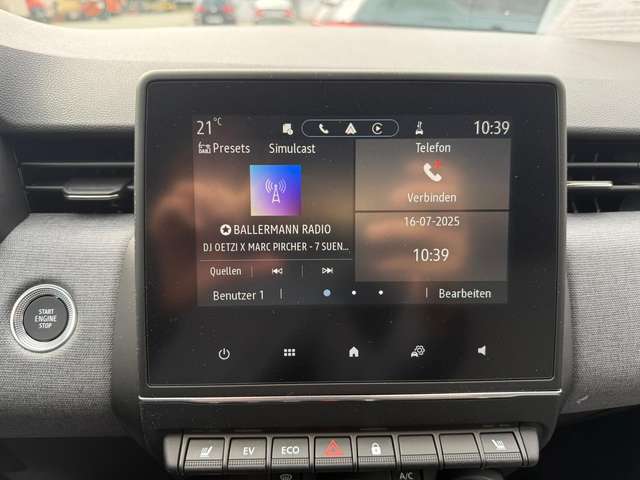 21 °C 10:39
Presets Simulcast Telefon
Verbinden
BALLERMANN RADIO
DJ OETZI X MARC PIRCHER - 7 SUEN...
16-07-2025
10:39
Quellen
Benutzer 1 Bearbeiten
START
ENGINE
STOP
EV ECO
A/C